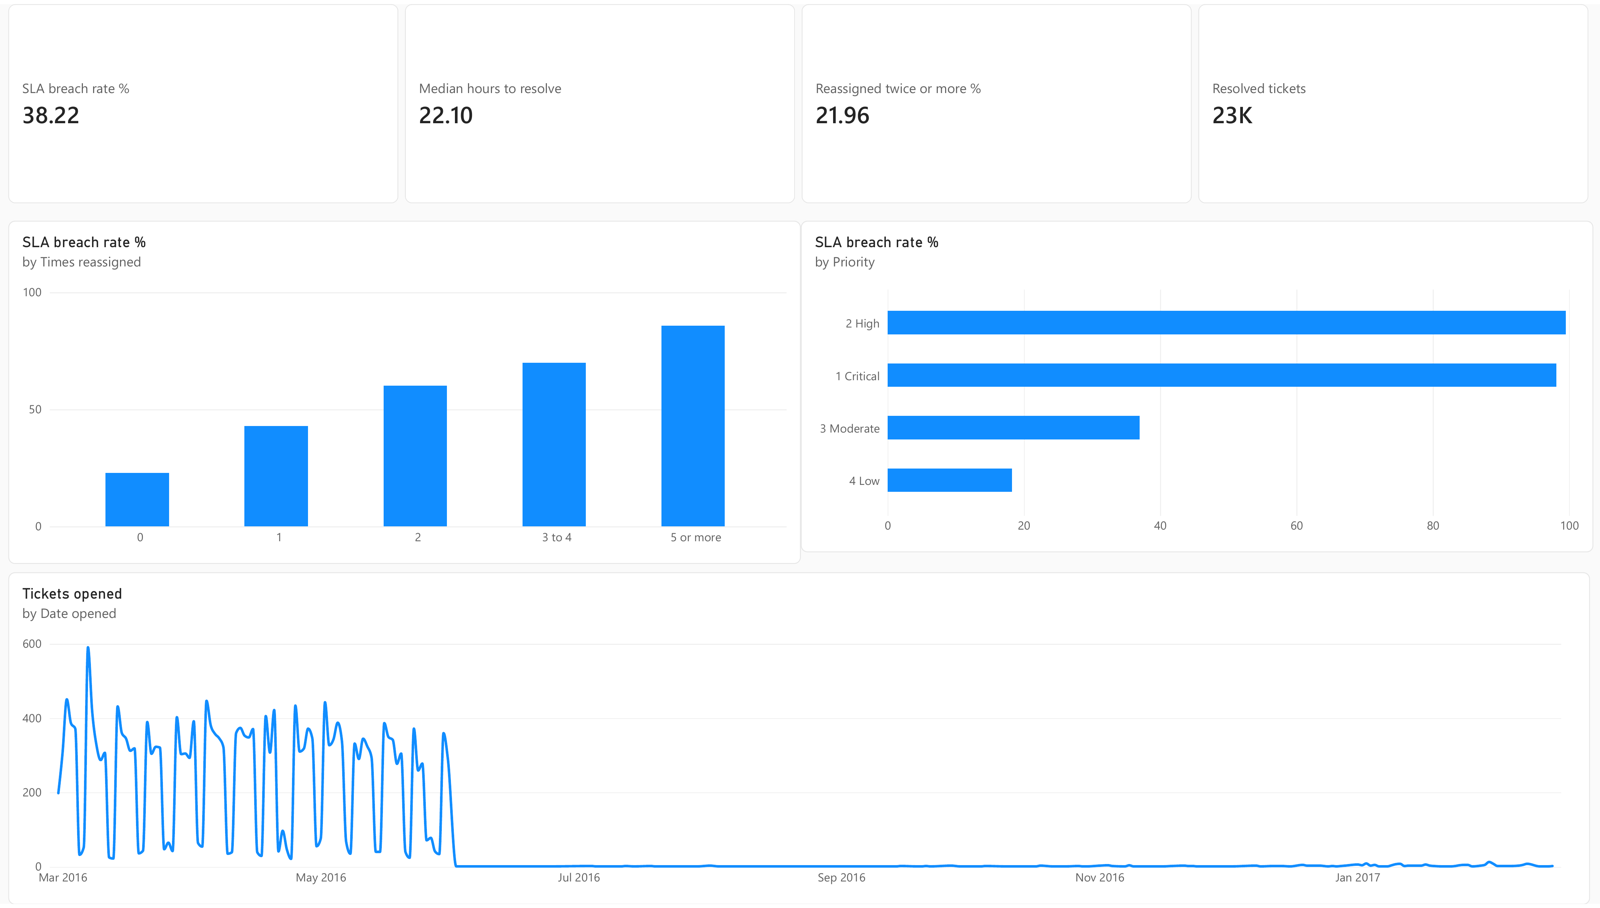 SLA breach rate %
38.22
Median hours to resolve
22.10
Reassigned twice or more %
21.96
Resolved tickets
23K
SLA breach rate %
by Times reassigned
100
50
0
0 1 2 3 to 4 5 or more
SLA breach rate %
by Priority
2 High
1 Critical
3 Moderate
4 Low
0 20 40 60 80 100
Tickets opened
by Date opened
600
400
200
0
Mar 2016 May 2016 Jul 2016 Sep 2016 Nov 2016 Jan 2017